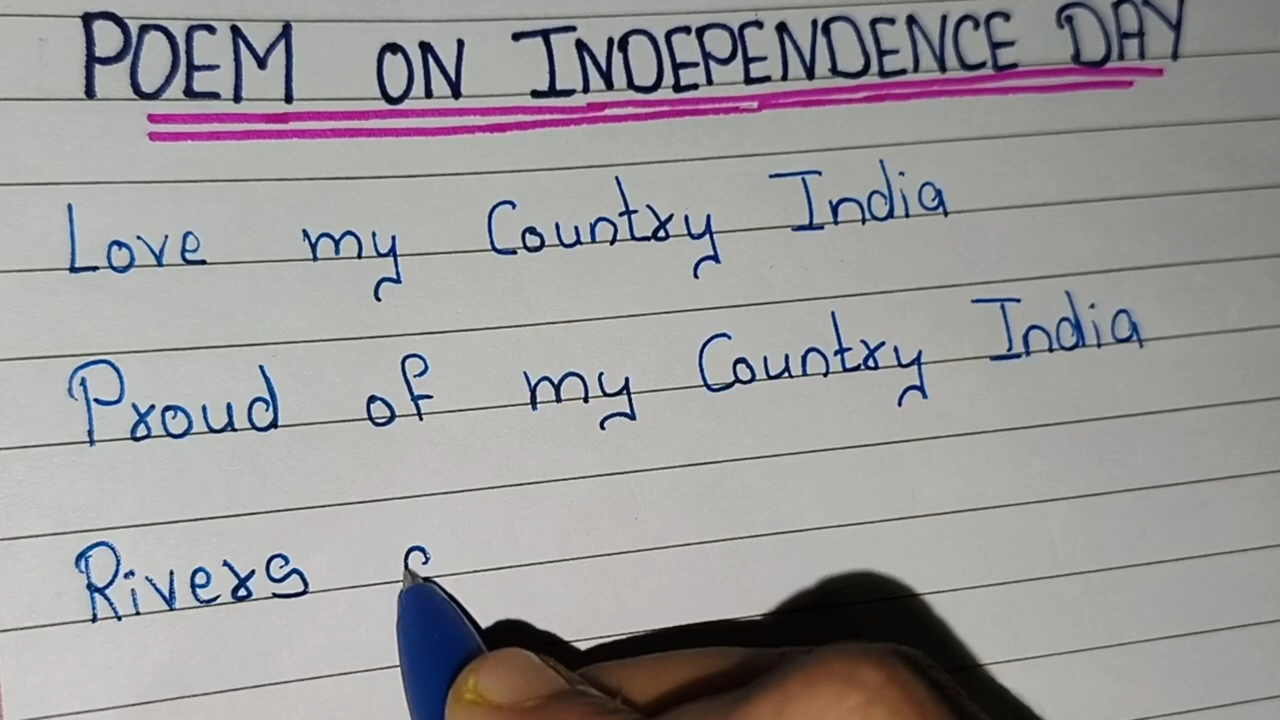 POEM ON INDEPENDENCE DAY
Love my Country India
Proud of my Country India
Rivers